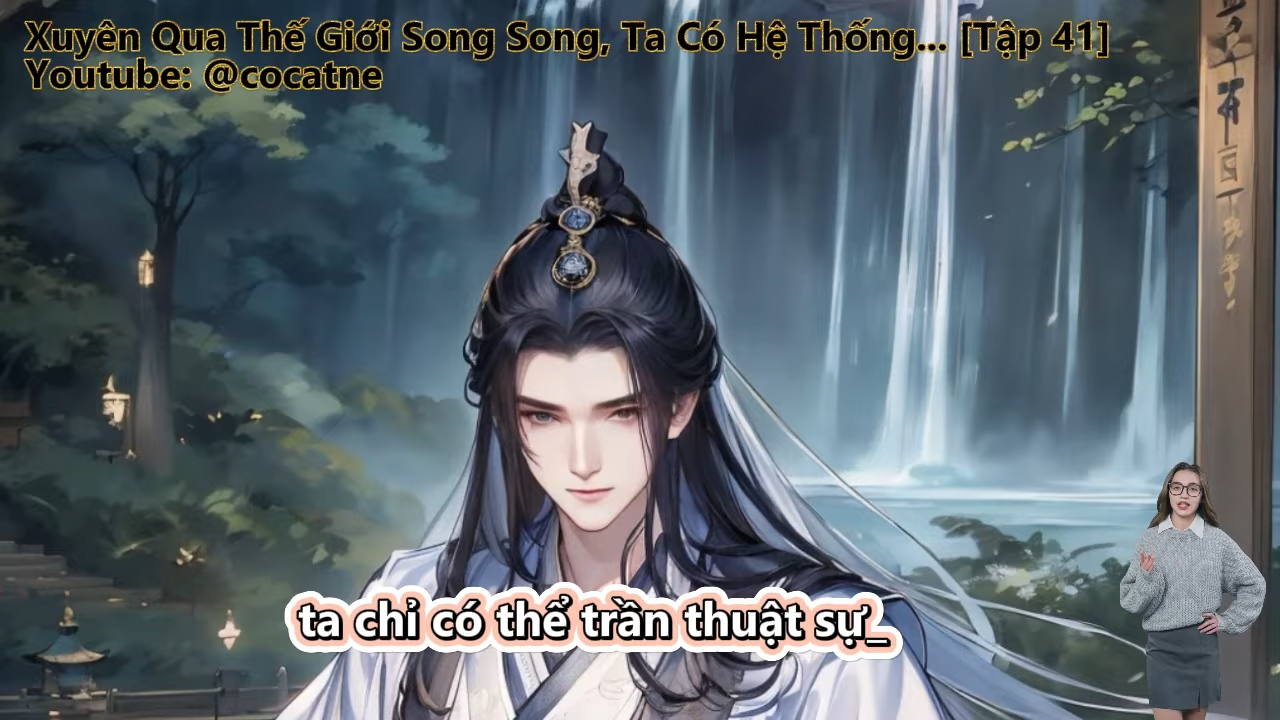 Xuyên Qua Thế Giới Song Song, Ta Có Hệ Thống... [Tập 41]
Youtube: @cocatne
ta chỉ có thể trần thuật sự_